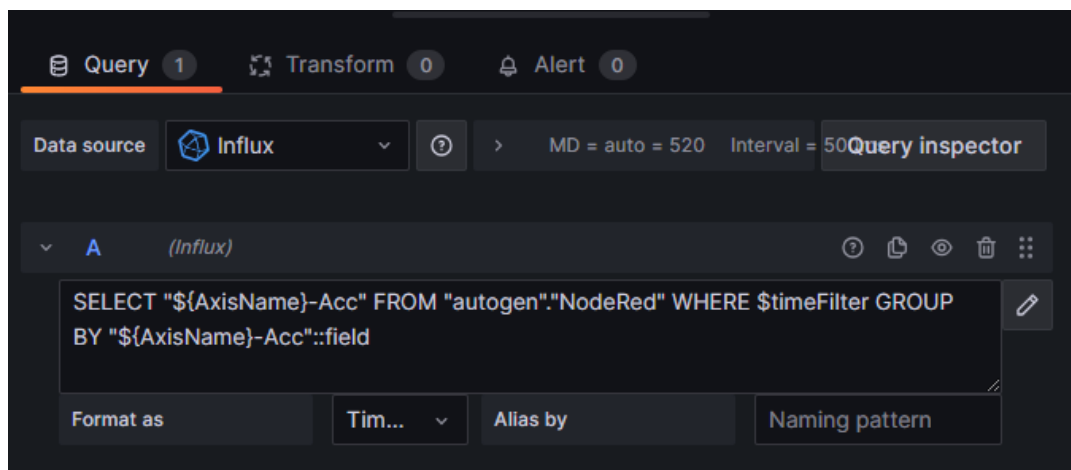 Query 1 Transform 0 Alert 0
Data source Influx MD = auto = 520 Interval = 50 Query inspector
A (Influx)
SELECT "${AxisName}-Acc" FROM "autogen"."NodeRed" WHERE $timeFilter GROUP
BY "${AxisName}-Acc"::field
Format as Tim... Alias by Naming pattern